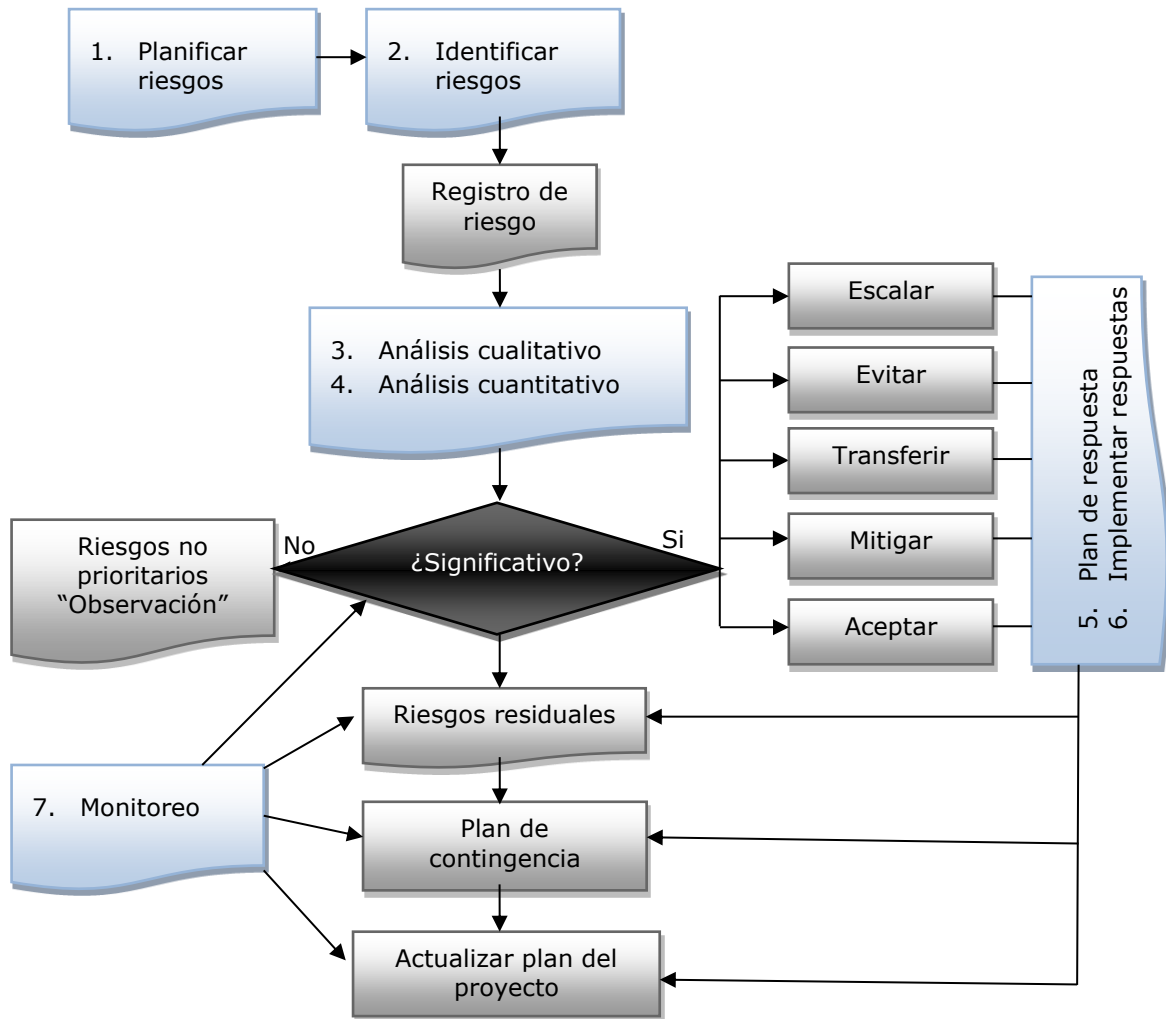 1. Planificar
riesgos
2. Identificar
riesgos
Registro de
riesgo
3. Análisis cualitativo
4. Análisis cuantitativo
¿Significativo?
No
Si
Riesgos no
prioritarios
“Observación”
Escalar
Evitar
Transferir
Mitigar
Aceptar
5. Plan de respuesta
6. Implementar respuestas
Riesgos residuales
7. Monitoreo
Plan de
contingencia
Actualizar plan del
proyecto